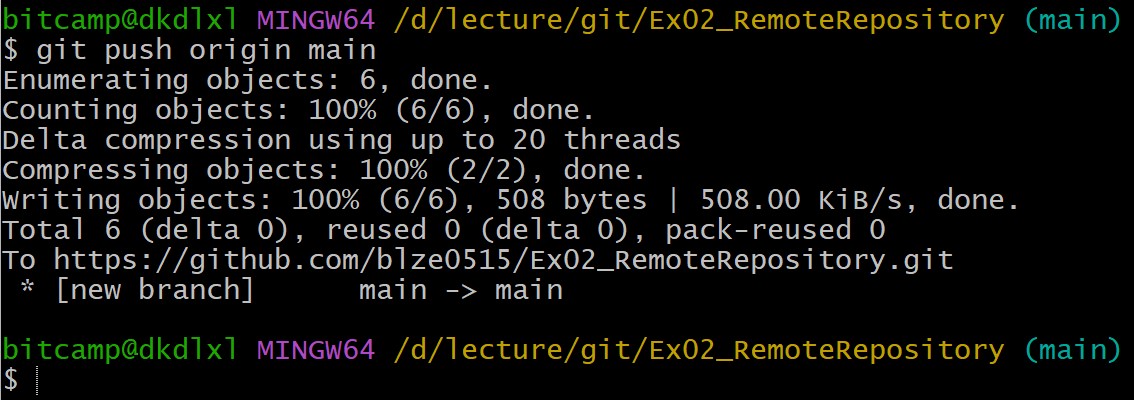 bitcamp@dkdlxl MINGW64 /d/lecture/git/Ex02_RemoteRepository (main)
$ git push origin main
Enumerating objects: 6, done.
Counting objects: 100% (6/6), done.
Delta compression using up to 20 threads
Compressing objects: 100% (2/2), done.
Writing objects: 100% (6/6), 508 bytes | 508.00 KiB/s, done.
Total 6 (delta 0), reused 0 (delta 0), pack-reused 0
To https://github.com/blze0515/Ex02_RemoteRepository.git
 * [new branch]      main -> main
bitcamp@dkdlxl MINGW64 /d/lecture/git/Ex02_RemoteRepository (main)
$